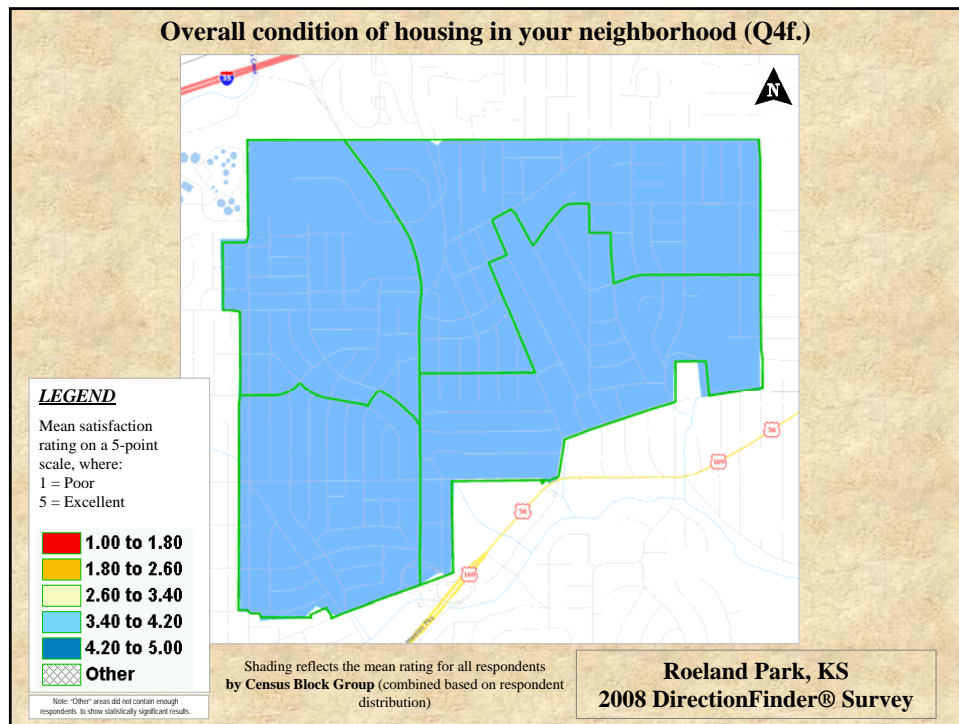 Overall condition of housing in your neighborhood (Q4f.)
35
N
LEGEND
Mean satisfaction
rating on a 5-point
scale, where:
1 = Poor
5 = Excellent
1.00 to 1.80
1.80 to 2.60
2.60 to 3.40
3.40 to 4.20
4.20 to 5.00
Other
Note: "Other" areas did not contain enough
respondents to show statistically significant results.
56
169
56
169
Shading reflects the mean rating for all respondents
by Census Block Group (combined based on respondent
distribution)
Roeland Park, KS
2008 DirectionFinder® Survey